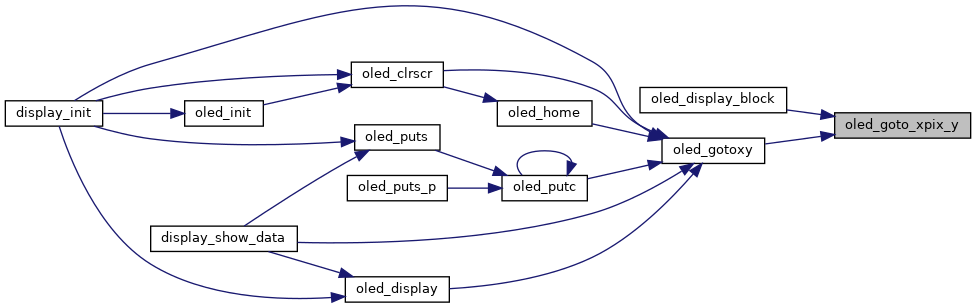 display_init
oled_init
oled_clrscr
oled_home
oled_display_block
oled_goto_xpix_y
oled_puts
oled_gotoxy
oled_puts_p
oled_putc
display_show_data
oled_display